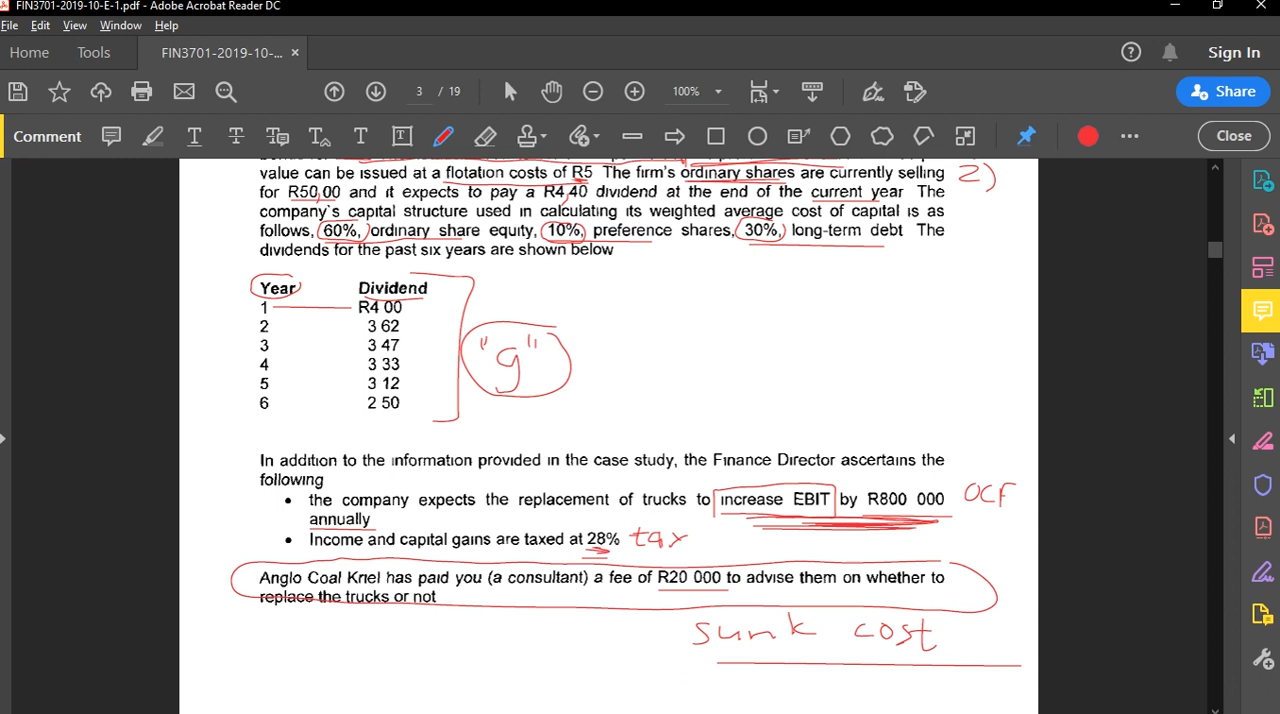 FIN3701-2019-10-E-1.pdf - Adobe Acrobat Reader DC
File Edit View Window Help
Home Tools FIN3701-2019-10-... ×
Sign In
3 / 19 100%
Share
Comment
Close
value can be issued at a flotation costs of R5 The firm's ordinary shares are currently selling
2)
for R50,00 and it expects to pay a R4,40 dividend at the end of the current year The
company's capital structure used in calculating its weighted average cost of capital is as
follows, 60%, ordinary share equity, 10%, preference shares, 30%, long-term debt The
dividends for the past six years are shown below
Year Dividend
1 R4 00
2 3 62
3 3 47
"g"
4 3 33
5 3 12
6 2 50
In addition to the information provided in the case study, the Finance Director ascertains the
following
• the company expects the replacement of trucks to increase EBIT by R800 000
OCF
annually
• Income and capital gains are taxed at 28% tax
Anglo Coal Kriel has paid you (a consultant) a fee of R20 000 to advise them on whether to
replace the trucks or not
sunk cost